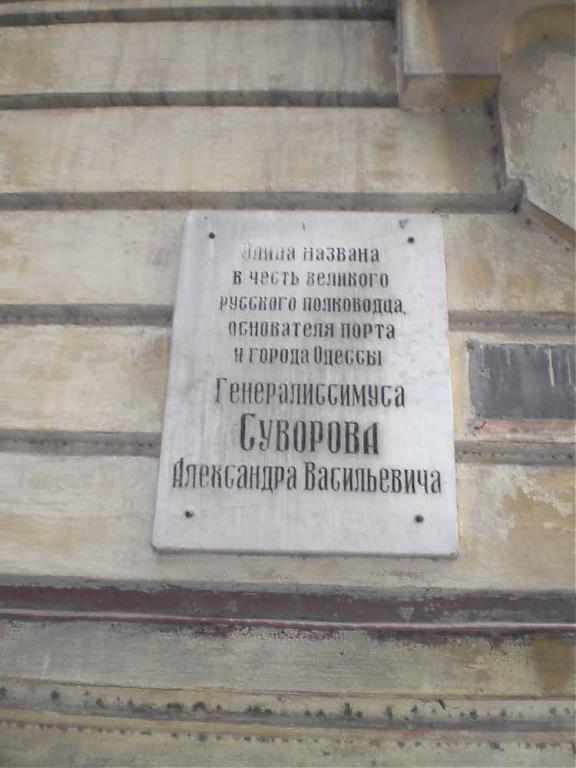 Улица названа
в честь великого
русского полководца,
основателя порта
и города Одессы
Генералиссимуса
Суворова
Александра Васильевича